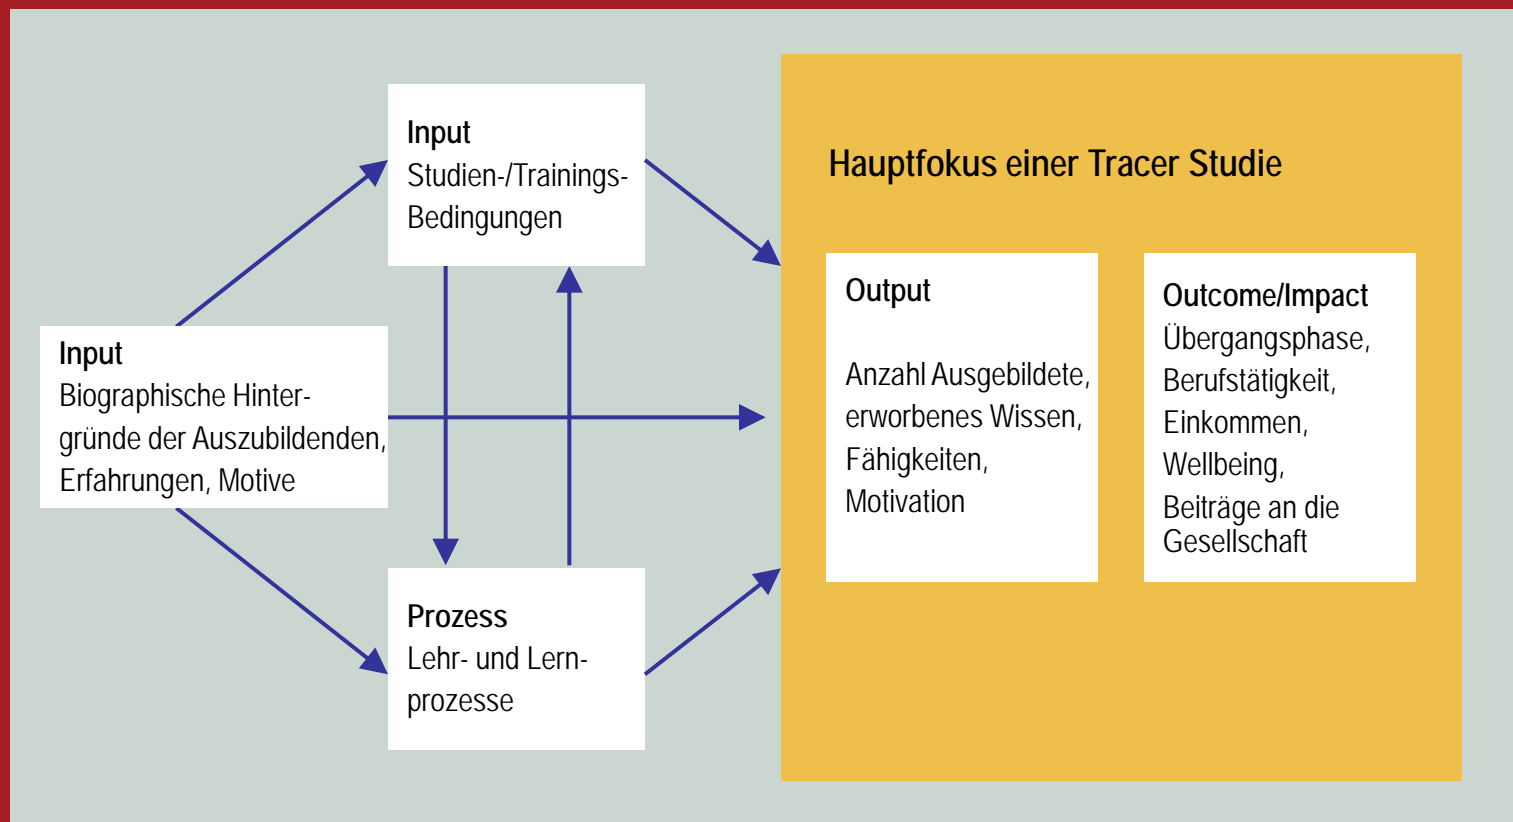 Input
Studien-/Trainings-
Bedingungen
Hauptfokus einer Tracer Studie
Input
Biographische Hinter-
gründe der Auszubildenden,
Erfahrungen, Motive
Prozess
Lehr- und Lern-
prozesse
Output
Anzahl Ausgebildete,
erworbenes Wissen,
Fähigkeiten,
Motivation
Outcome/Impact
Übergangsphase,
Berufstätigkeit,
Einkommen,
Wellbeing,
Beiträge an die
Gesellschaft